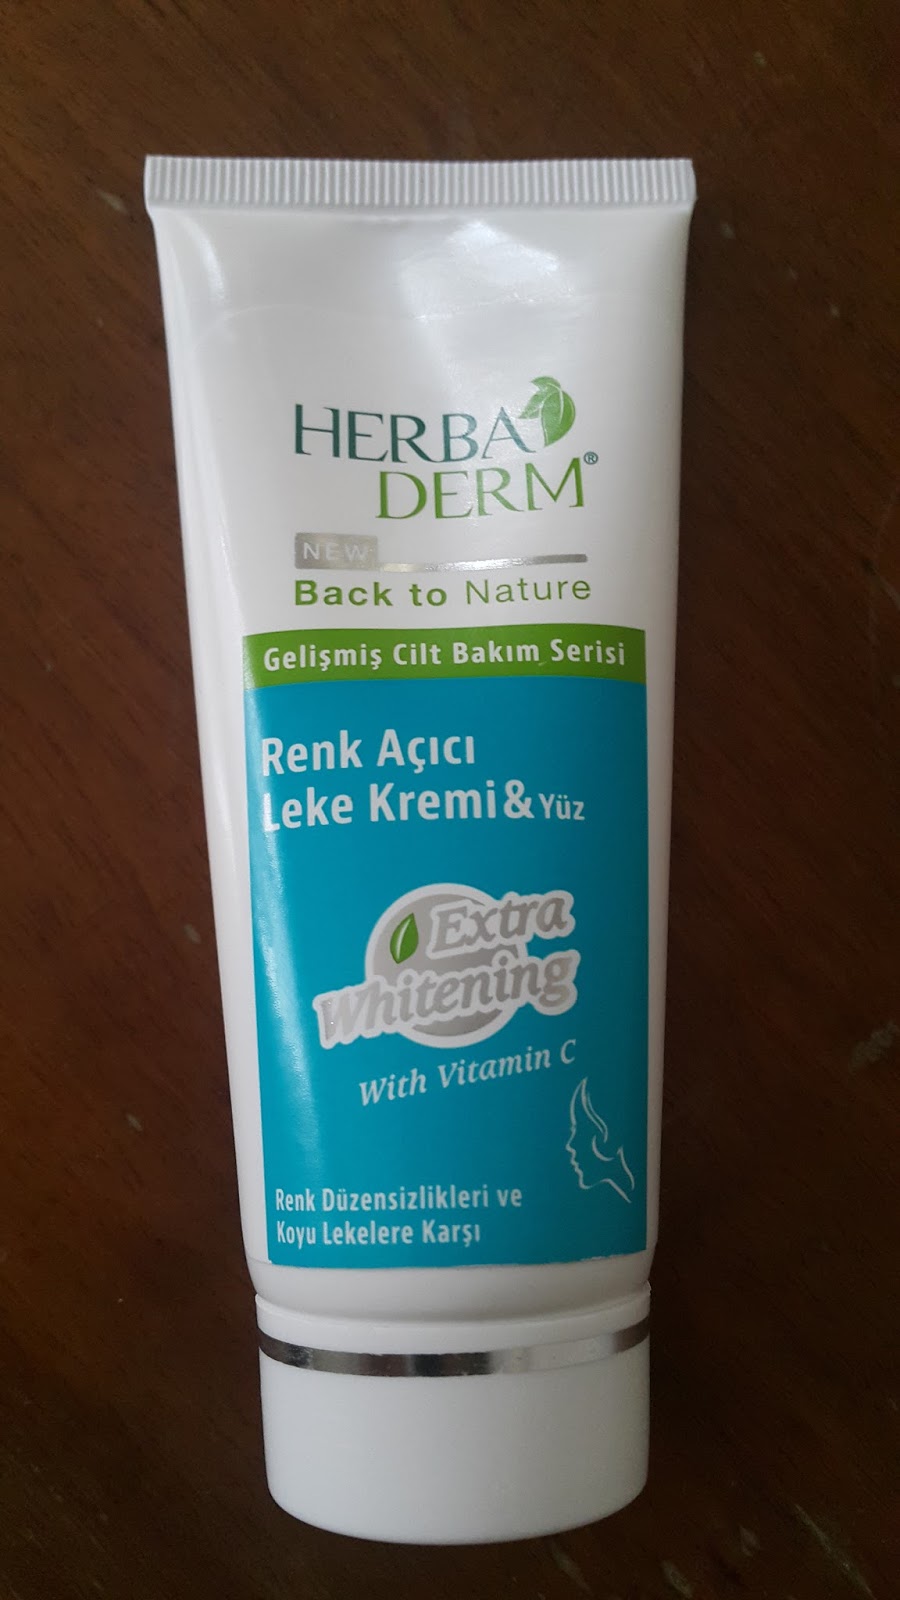 HERBA
DERM®
NEW
Back to Nature
Gelişmiş Cilt Bakım Serisi
Renk Açıcı
Leke Kremi & Yüz
Extra
Whitening
With Vitamin C
Renk Düzensizlikleri ve
Koyu Lekelere Karşı